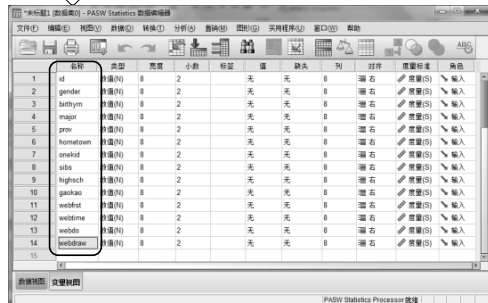 *未标题1 [数据集0] - PASW Statistics 数据编辑器
文件(F) 编辑(E) 视图(V) 数据(D) 转换(T) 分析(A) 直销(M) 图形(G) 实用程序(U) 窗口(W) 帮助
名称 类型 宽度 小数 标签 值 缺失 列 对齐 度量标准 角色
1 id 数值(N) 8 2 无 无 8 右 度量(S) 输入
2 gender 数值(N) 8 2 无 无 8 右 度量(S) 输入
3 birthym 数值(N) 8 2 无 无 8 右 度量(S) 输入
4 major 数值(N) 8 2 无 无 8 右 度量(S) 输入
5 prov 数值(N) 8 2 无 无 8 右 度量(S) 输入
6 hometown 数值(N) 8 2 无 无 8 右 度量(S) 输入
7 onekid 数值(N) 8 2 无 无 8 右 度量(S) 输入
8 sibs 数值(N) 8 2 无 无 8 右 度量(S) 输入
9 highsch 数值(N) 8 2 无 无 8 右 度量(S) 输入
10 gaokao 数值(N) 8 2 无 无 8 右 度量(S) 输入
11 webfrst 数值(N) 8 2 无 无 8 右 度量(S) 输入
12 webtime 数值(N) 8 2 无 无 8 右 度量(S) 输入
13 webdo 数值(N) 8 2 无 无 8 右 度量(S) 输入
14 webdraw 数值(N) 8 2 无 无 8 右 度量(S) 输入
15
数据视图 变量视图
PASW Statistics Processor 就绪